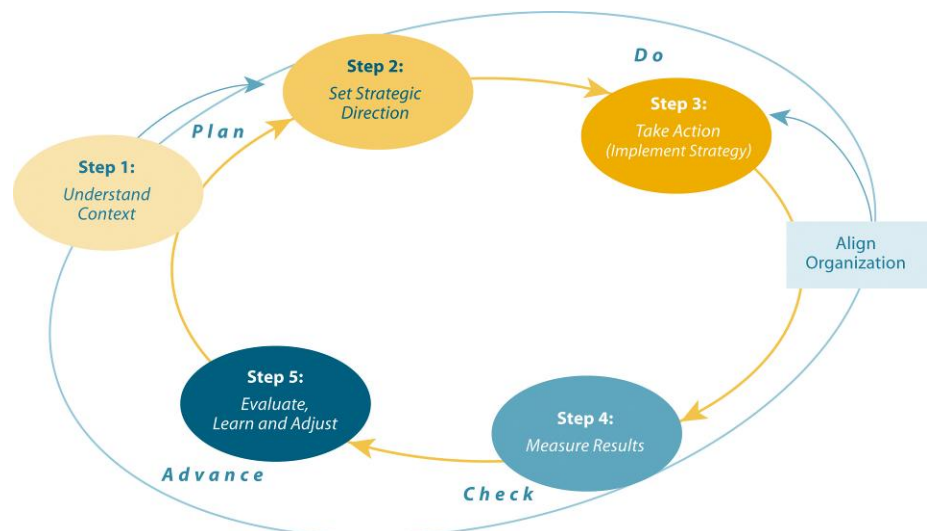 Step 1:
Understand
Context
Plan
Step 2:
Set Strategic
Direction
Do
Step 3:
Take Action
(Implement Strategy)
Align
Organization
Step 4:
Measure Results
Check
Step 5:
Evaluate,
Learn and Adjust
Advance